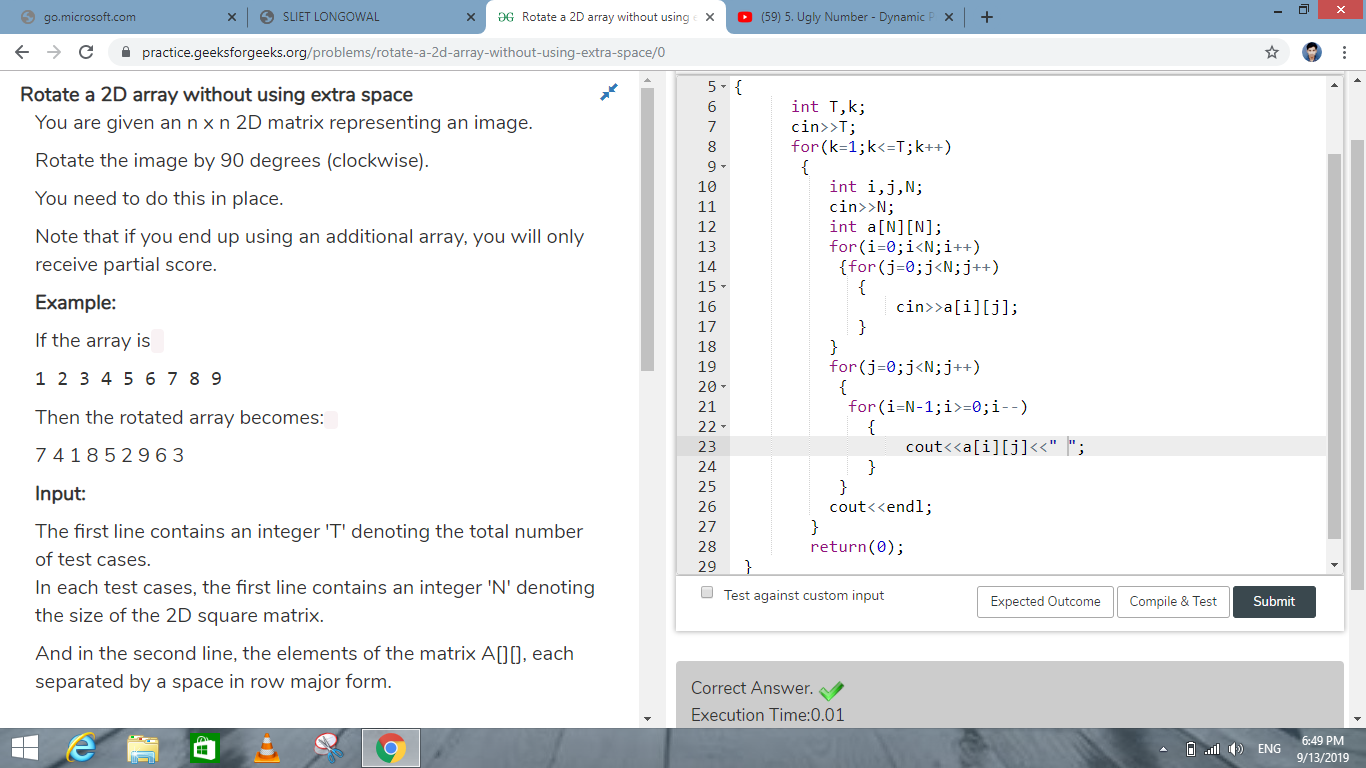 go.microsoft.com
SLIET LONGOWAL
Rotate a 2D array without using
(59) 5. Ugly Number - Dynamic P
practice.geeksforgeeks.org/problems/rotate-a-2d-array-without-using-extra-space/0
Rotate a 2D array without using extra space
You are given an n x n 2D matrix representing an image.
Rotate the image by 90 degrees (clockwise).
You need to do this in place.
Note that if you end up using an additional array, you will only
receive partial score.
Example:
If the array is
1 2 3 4 5 6 7 8 9
Then the rotated array becomes:
7 4 1 8 5 2 9 6 3
Input:
The first line contains an integer 'T' denoting the total number
of test cases.
In each test cases, the first line contains an integer 'N' denoting
the size of the 2D square matrix.
And in the second line, the elements of the matrix A[][], each
separated by a space in row major form.
5 {
6 int T,k;
7 cin>>T;
8 for(k=1;k<=T;k++)
9 {
10 int i,j,N;
11 cin>>N;
12 int a[N][N];
13 for(i=0;i<N;i++)
14 {for(j=0;j<N;j++)
15 {
16 cin>>a[i][j];
17 }
18 }
19 for(j=0;j<N;j++)
20 {
21 for(i=N-1;i>=0;i--)
22 {
23 cout<<a[i][j]<<" ";
24 }
25 }
26 cout<<endl;
27 }
28 return(0);
29 }
Test against custom input
Expected Outcome
Compile & Test
Submit
Correct Answer.
Execution Time:0.01
ENG
6:49 PM
9/13/2019